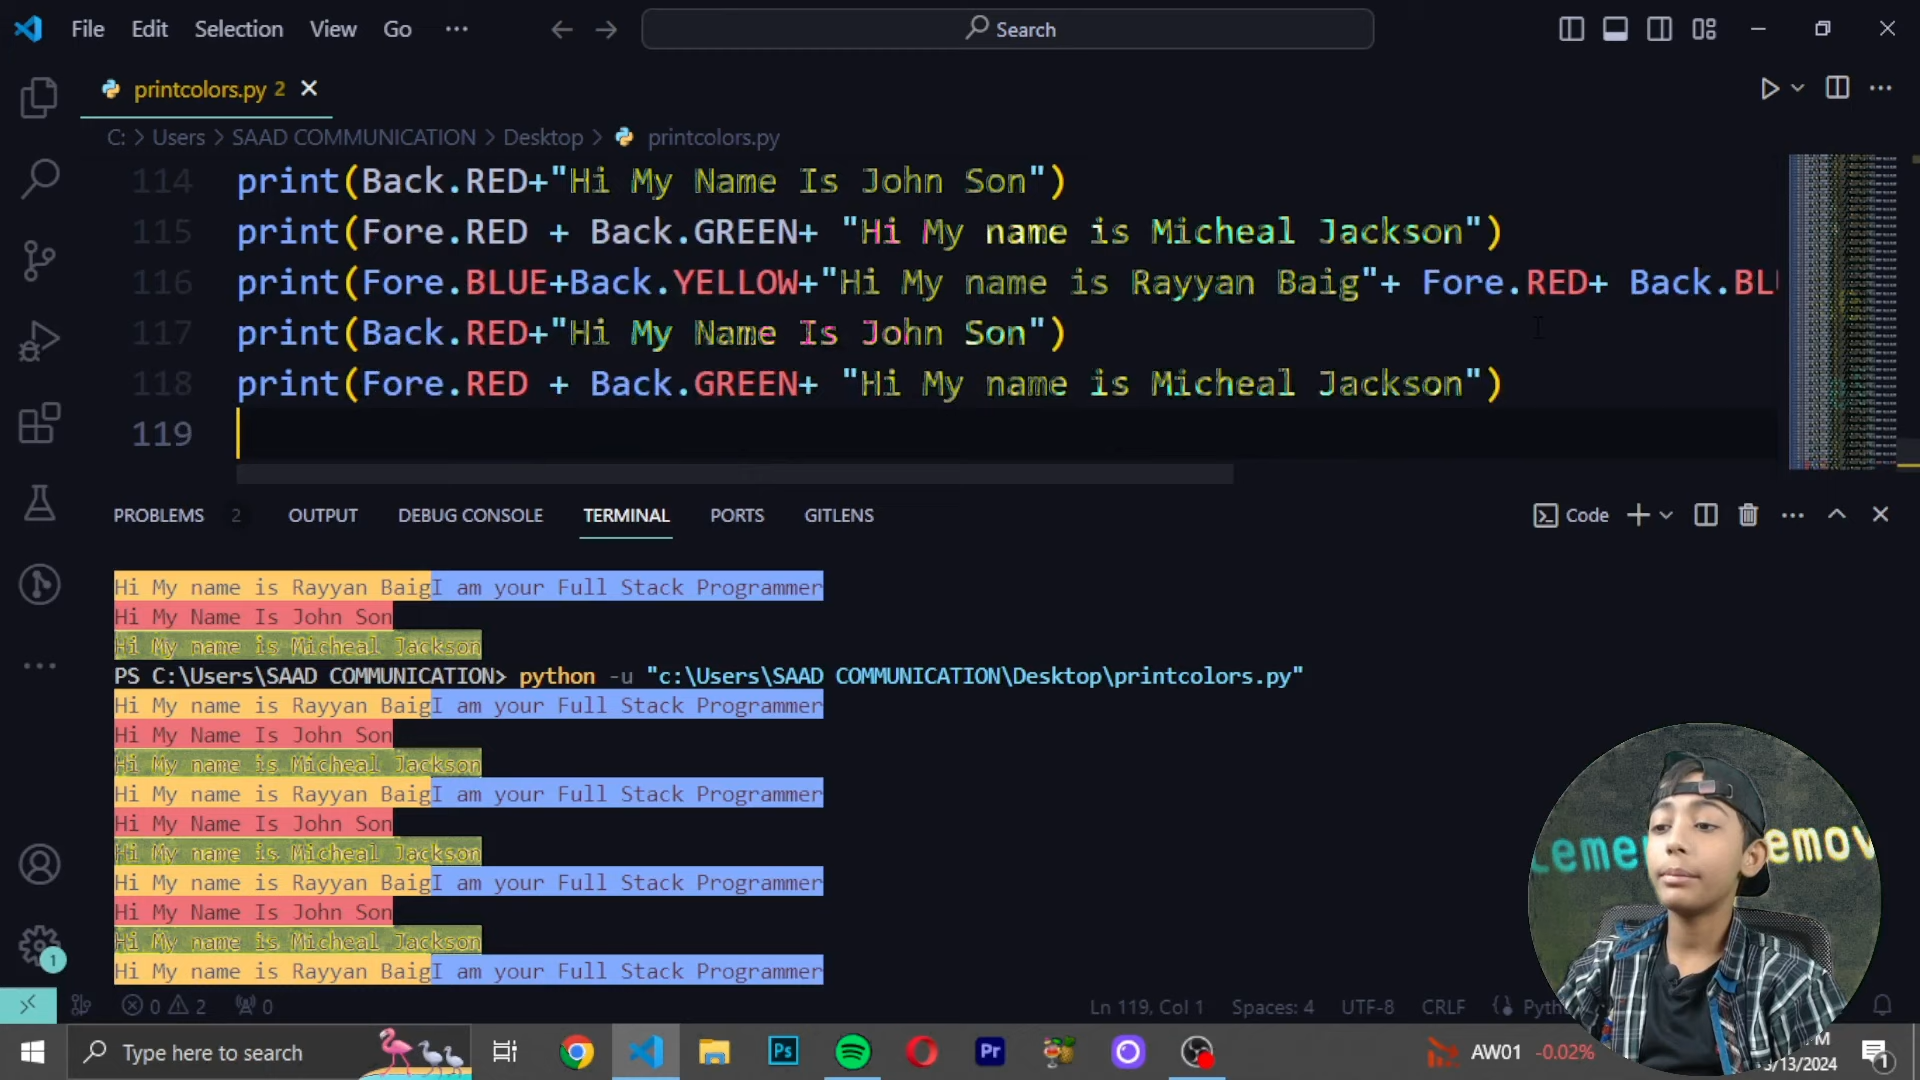 File Edit Selection View Go ··· Search
printcolors.py 2
C: > Users > SAAD COMMUNICATION > Desktop > printcolors.py
114 print(Back.RED+"Hi My Name Is John Son")
115 print(Fore.RED + Back.GREEN+ "Hi My name is Micheal Jackson")
116 print(Fore.BLUE+Back.YELLOW+"Hi My name is Rayyan Baig"+ Fore.RED+ Back.BLU
117 print(Back.RED+"Hi My Name Is John Son")
118 print(Fore.RED + Back.GREEN+ "Hi My name is Micheal Jackson")
119
PROBLEMS 2 OUTPUT DEBUG CONSOLE TERMINAL PORTS GITLENS Code
Hi My name is Rayyan BaigI am your Full Stack Programmer
Hi My Name Is John Son
Hi My name is Micheal Jackson
PS C:\Users\SAAD COMMUNICATION> python -u "c:\Users\SAAD COMMUNICATION\Desktop\printcolors.py"
Hi My name is Rayyan BaigI am your Full Stack Programmer
Hi My Name Is John Son
Hi My name is Micheal Jackson
Hi My name is Rayyan BaigI am your Full Stack Programmer
Hi My Name Is John Son
Hi My name is Micheal Jackson
Hi My name is Rayyan BaigI am your Full Stack Programmer
Hi My Name Is John Son
Hi My name is Micheal Jackson
Hi My name is Rayyan BaigI am your Full Stack Programmer
1
0 2 0 Ln 119, Col 1 Spaces: 4 UTF-8 CRLF
Type here to search Ps Pr AW01 -0.02% 1